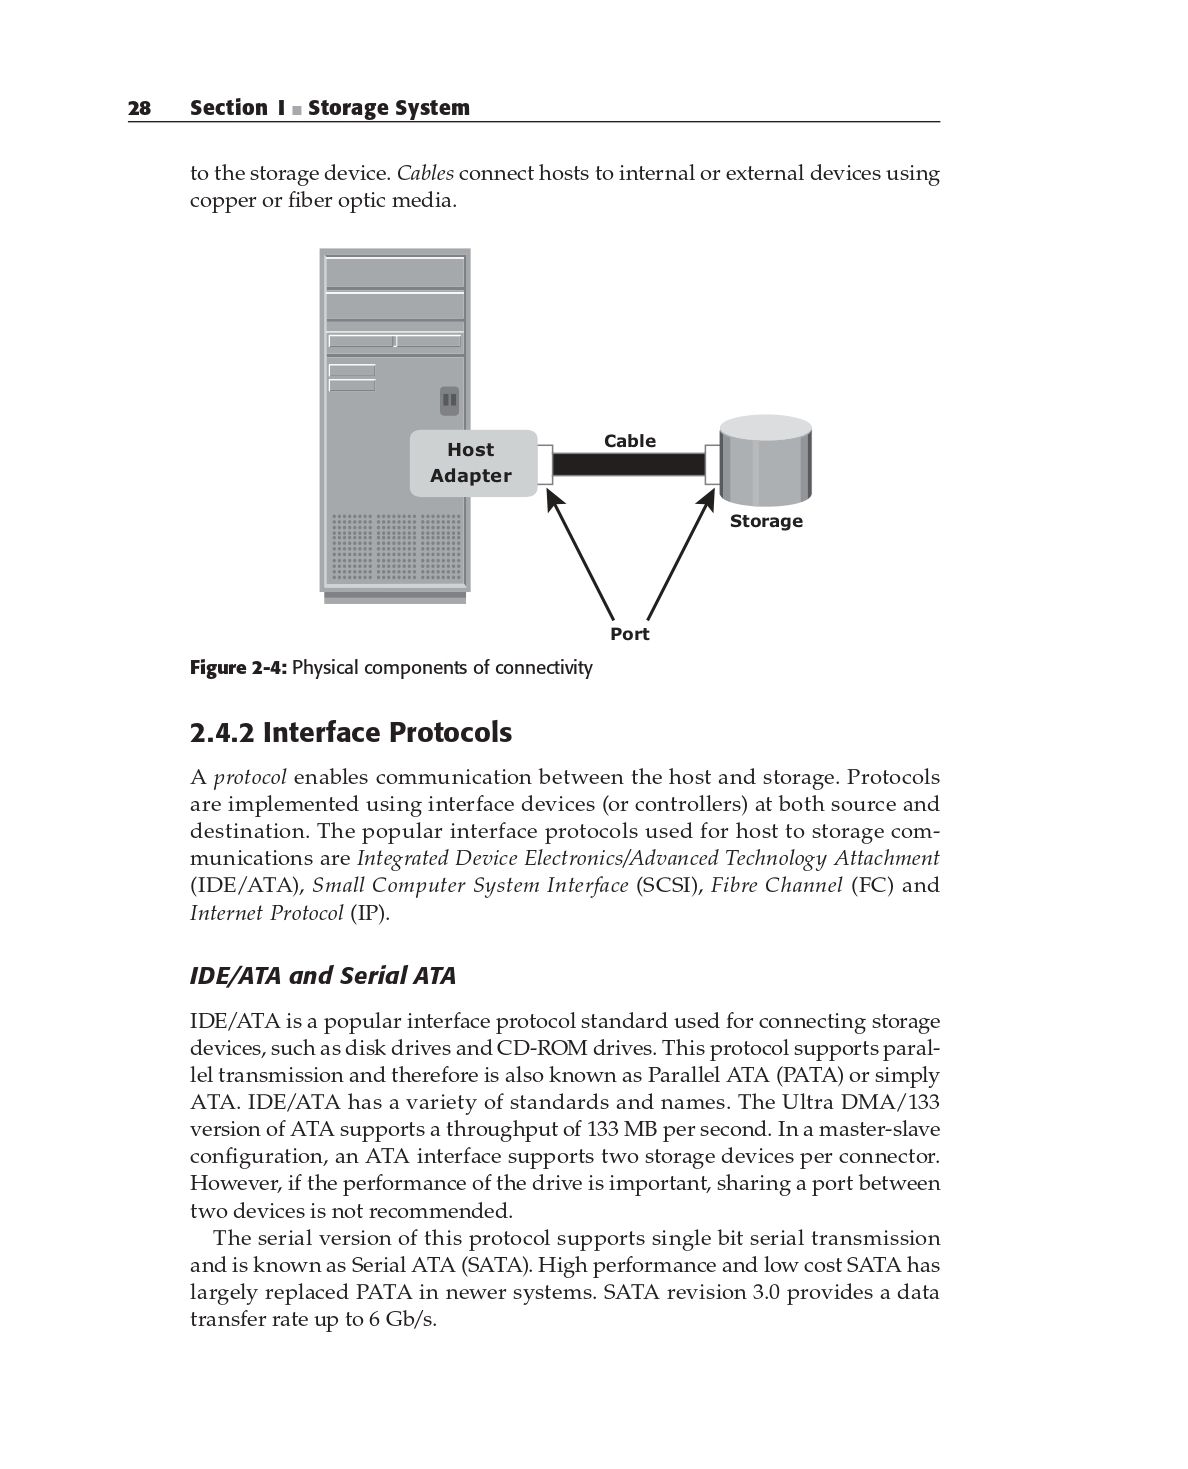 28 Section I ■ Storage System
to the storage device. Cables connect hosts to internal or external devices using
copper or fiber optic media.
Host
Adapter
Cable
Storage
Port
Figure 2-4: Physical components of connectivity
2.4.2 Interface Protocols
A protocol enables communication between the host and storage. Protocols
are implemented using interface devices (or controllers) at both source and
destination. The popular interface protocols used for host to storage com-
munications are Integrated Device Electronics/Advanced Technology Attachment
(IDE/ATA), Small Computer System Interface (SCSI), Fibre Channel (FC) and
Internet Protocol (IP).
IDE/ATA and Serial ATA
IDE/ATA is a popular interface protocol standard used for connecting storage
devices, such as disk drives and CD-ROM drives. This protocol supports paral-
lel transmission and therefore is also known as Parallel ATA (PATA) or simply
ATA. IDE/ATA has a variety of standards and names. The Ultra DMA/133
version of ATA supports a throughput of 133 MB per second. In a master-slave
configuration, an ATA interface supports two storage devices per connector.
However, if the performance of the drive is important, sharing a port between
two devices is not recommended.
The serial version of this protocol supports single bit serial transmission
and is known as Serial ATA (SATA). High performance and low cost SATA has
largely replaced PATA in newer systems. SATA revision 3.0 provides a data
transfer rate up to 6 Gb/s.